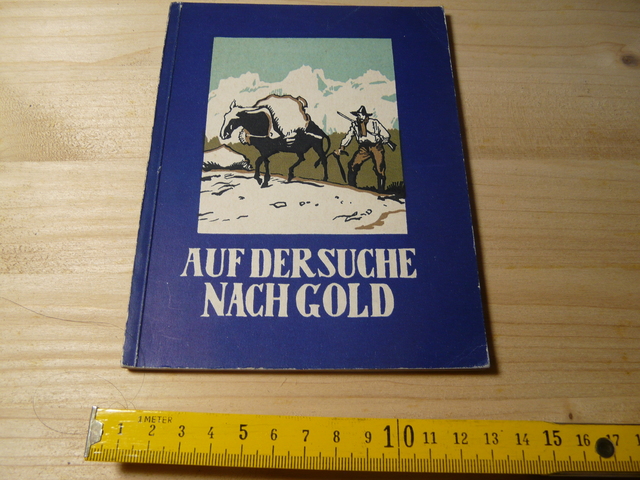 AUF DER SUCHE
NACH GOLD
1 METER
1 2 3 4 5 6 7 8 9 10 11 12 13 14 15 16 17